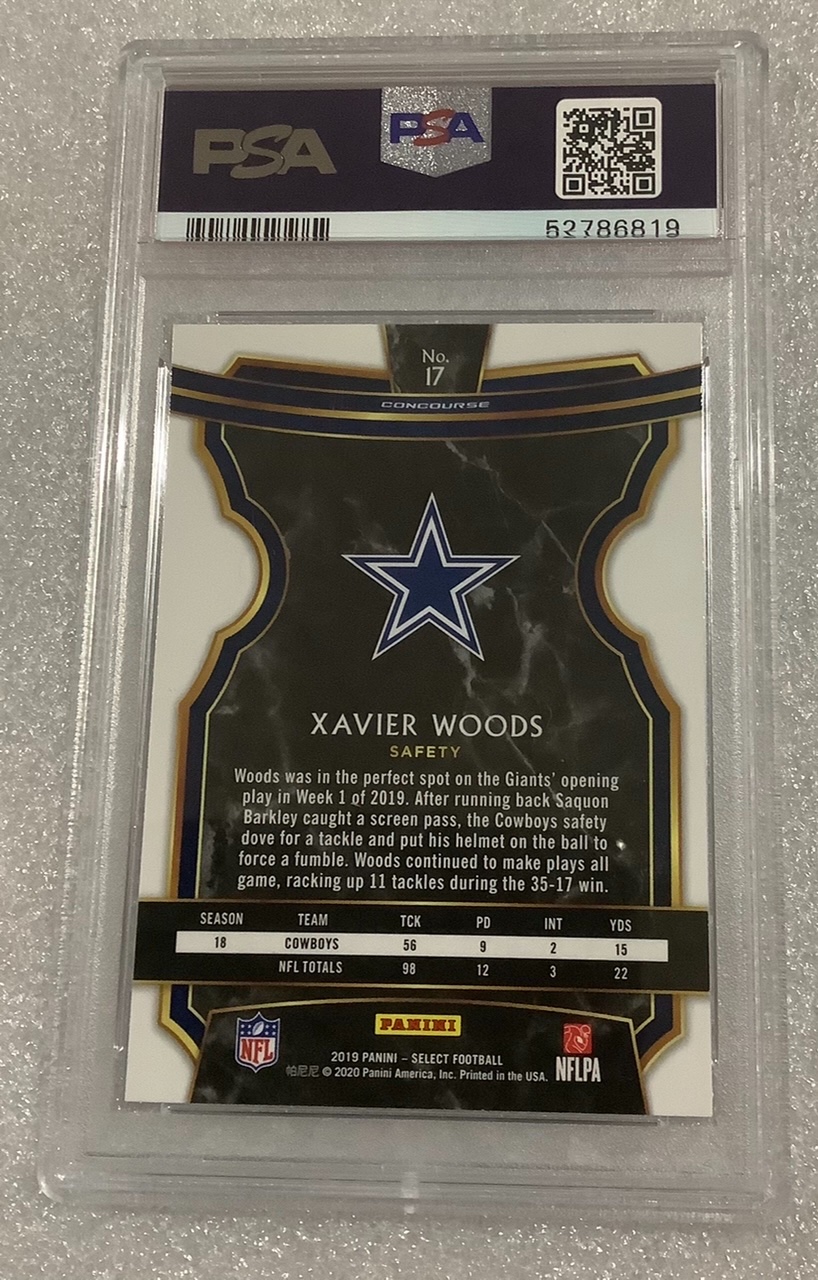 PSA
PSA
52786819
No.
17
CONCOURSE
XAVIER WOODS
SAFETY
Woods was in the perfect spot on the Giants' opening
play in Week 1 of 2019. After running back Saquon
Barkley caught a screen pass, the Cowboys safety
dove for a tackle and put his helmet on the ball to
force a fumble. Woods continued to make plays all
game, racking up 11 tackles during the 35-17 win.
SEASON TEAM TCK PD INT YDS
18 COWBOYS 56 9 2 15
NFL TOTALS 98 12 3 22
PANINI
NFL
2019 PANINI – SELECT FOOTBALL
帕尼尼 © 2020 Panini America, Inc. Printed in the USA.
NFLPA